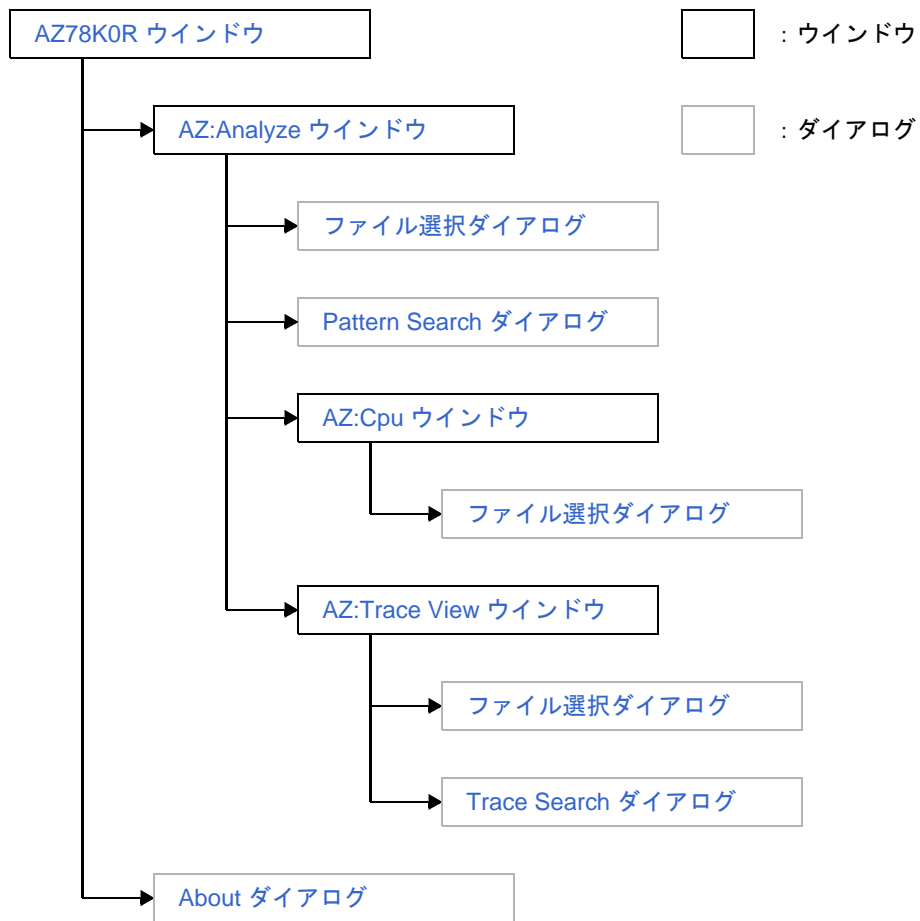 AZ78K0R ウインドウ
: ウインドウ
AZ:Analyze ウインドウ
: ダイアログ
ファイル選択ダイアログ
Pattern Search ダイアログ
AZ:Cpu ウインドウ
ファイル選択ダイアログ
AZ:Trace View ウインドウ
ファイル選択ダイアログ
Trace Search ダイアログ
About ダイアログ